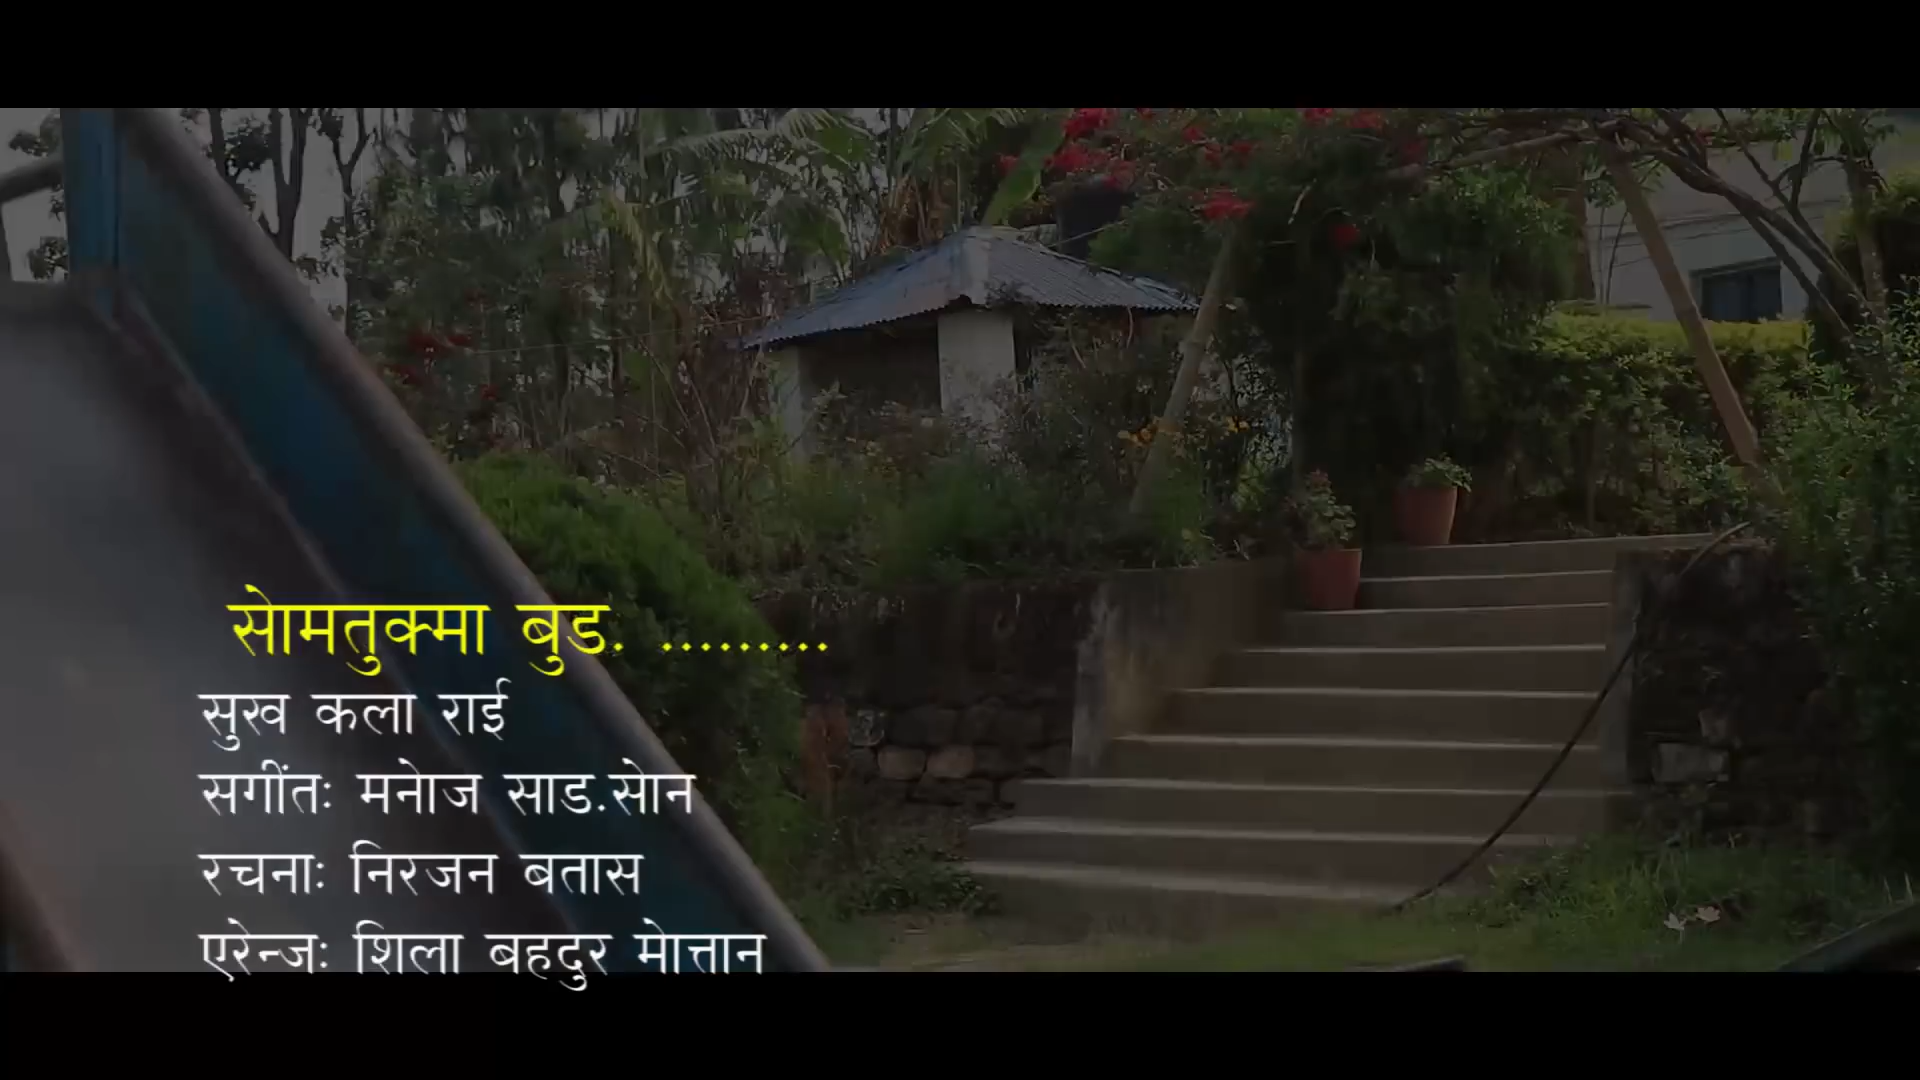 सोमतुक्मा बुड. .........
सुख कला राई
सगींतः मनोज साड.सोन
रचनाः निरजन बतास
एरेन्जः शिला बहदुर मोत्तान